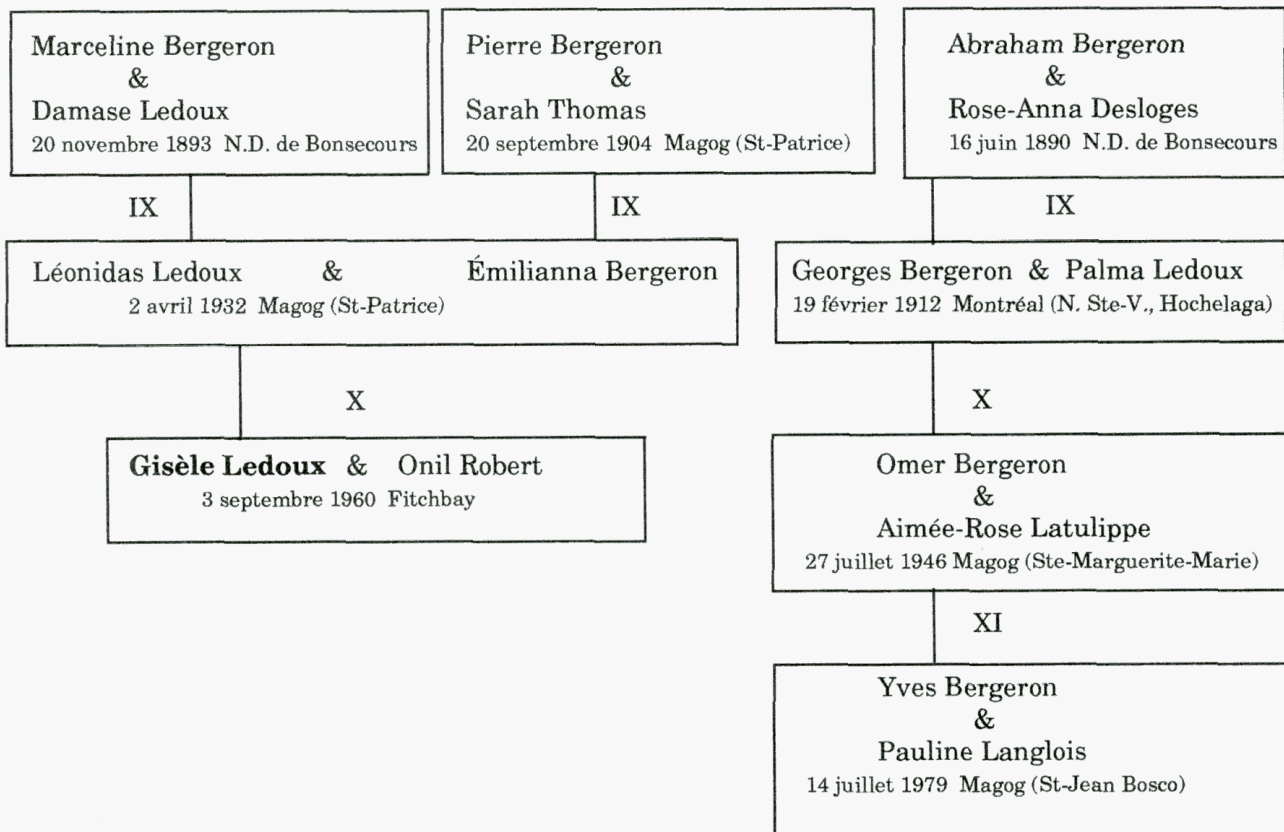 Marceline Bergeron
&
Damase Ledoux
20 novembre 1893 N.D. de Bonsecours
Pierre Bergeron
&
Sarah Thomas
20 septembre 1904 Magog (St-Patrice)
Abraham Bergeron
&
Rose-Anna Desloges
16 juin 1890 N.D. de Bonsecours
IX
IX
IX
Léonidas Ledoux & Émilianna Bergeron
2 avril 1932 Magog (St-Patrice)
Georges Bergeron & Palma Ledoux
19 février 1912 Montréal (N. Ste-V., Hochelaga)
X
X
Gisèle Ledoux & Onil Robert
3 septembre 1960 Fitchbay
Omer Bergeron
&
Aimée-Rose Latulippe
27 juillet 1946 Magog (Ste-Marguerite-Marie)
XI
Yves Bergeron
&
Pauline Langlois
14 juillet 1979 Magog (St-Jean Bosco)